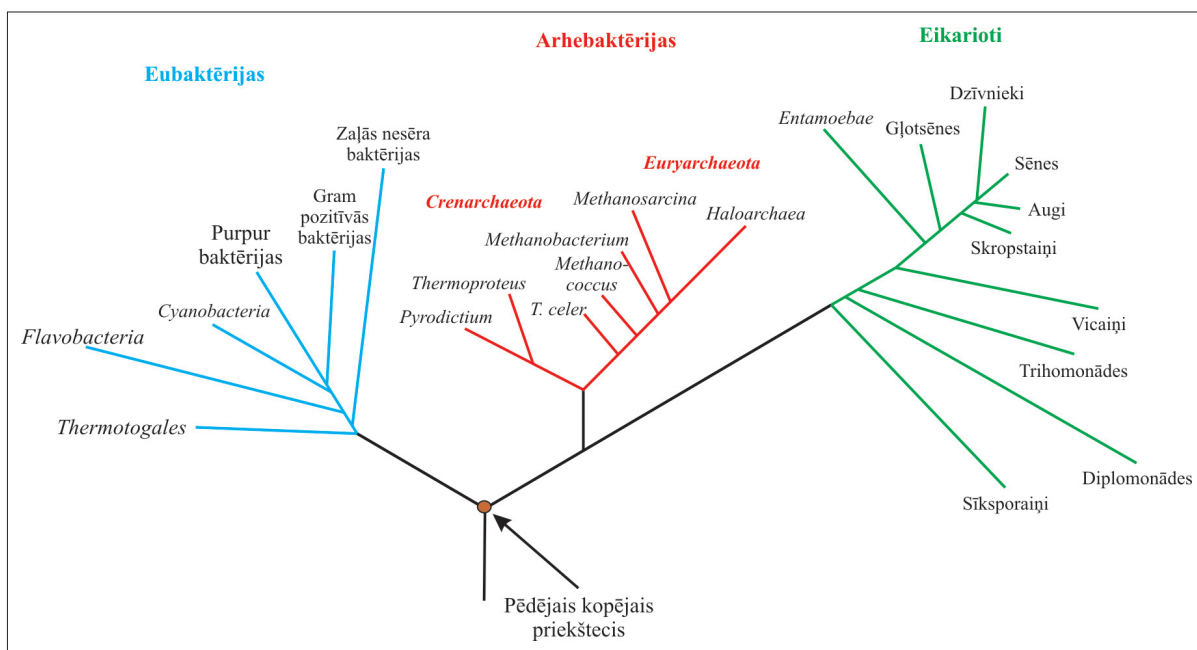 Eubaktērijas
Arhebaktērijas
Eikarioti
Zaļās nesēra
baktērijas
Gram
pozitīvās
baktērijas
Purpur
baktērijas
Cyanobacteria
Flavobacteria
Thermotogales
Crenarchaeota
Euryarchaeota
Methanosarcina
Haloarchaea
Methanobacterium
Methano-
coccus
Thermoproteus
T. celer
Pyrodictium
Dzīvnieki
Entamoebae
Gļotsēnes
Sēnes
Augi
Skropstaiņi
Vicaiņi
Trihomonādes
Diplomonādes
Sīksporaiņi
Pēdējais kopējais
priekštecis